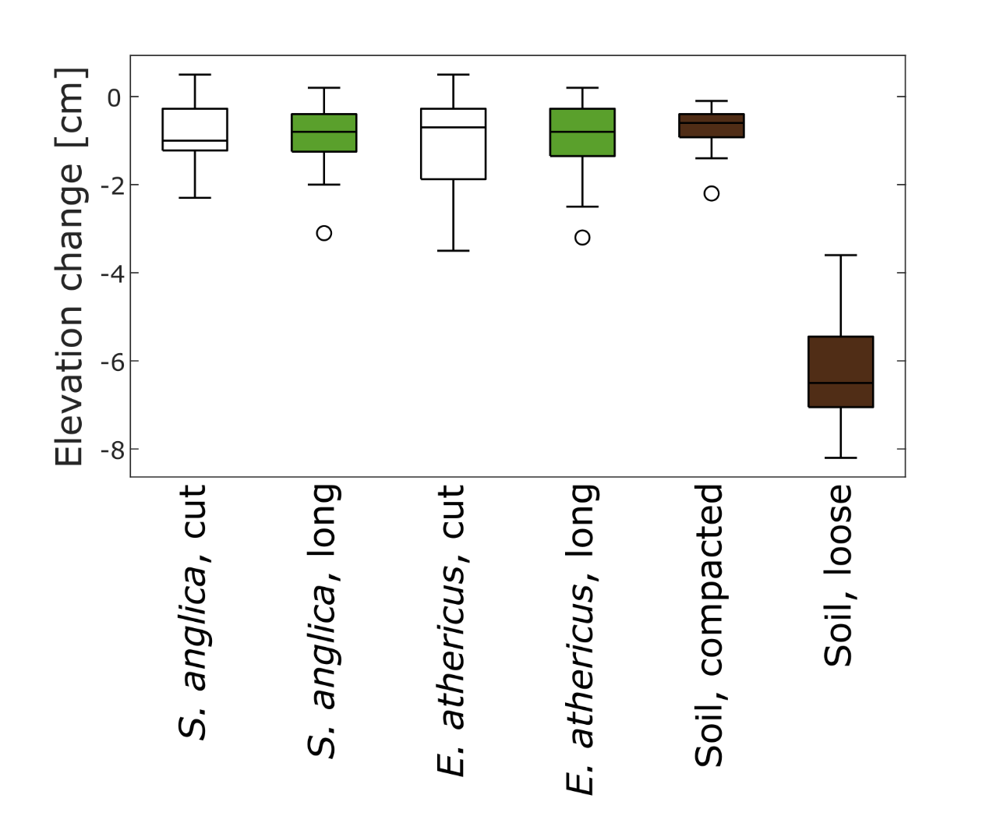 Elevation change [cm]
0
-2
-4
-6
-8
S. anglica, cut
S. anglica, long
E. athericus, cut
E. athericus, long
Soil, compacted
Soil, loose